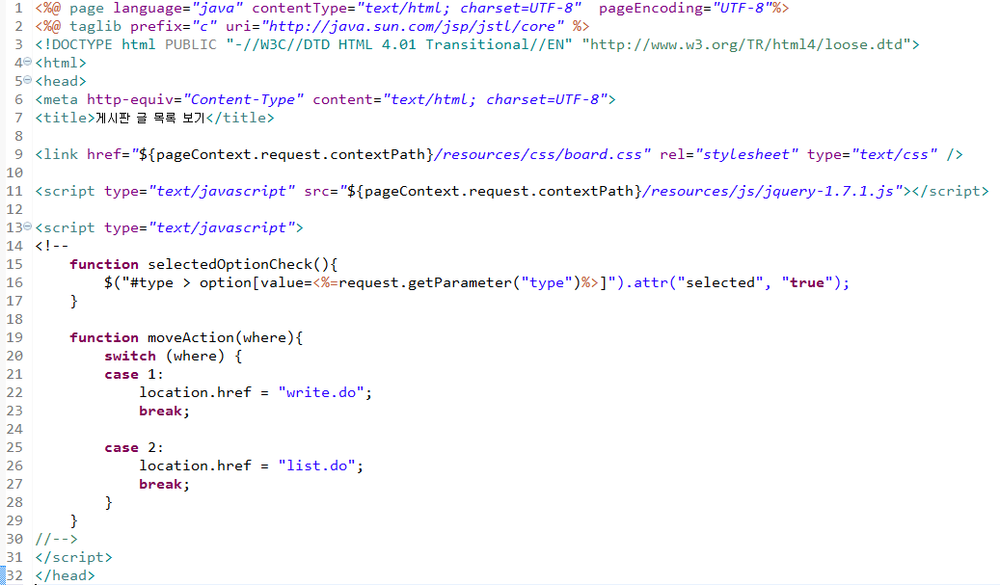 1 <%@ page language="java" contentType="text/html; charset=UTF-8"  pageEncoding="UTF-8"%>
2 <%@ taglib prefix="c" uri="http://java.sun.com/jsp/jstl/core" %>
3 <!DOCTYPE html PUBLIC "-//W3C//DTD HTML 4.01 Transitional//EN" "http://www.w3.org/TR/html4/loose.dtd">
4 <html>
5 <head>
6 <meta http-equiv="Content-Type" content="text/html; charset=UTF-8">
7 <title>게시판 글 목록 보기</title>
8
9 <link href="${pageContext.request.contextPath}/resources/css/board.css" rel="stylesheet" type="text/css" />
10
11 <script type="text/javascript" src="${pageContext.request.contextPath}/resources/js/jquery-1.7.1.js"></script>
12
13 <script type="text/javascript">
14 <!--
15     function selectedOptionCheck(){
16         $("#type > option[value=<%=request.getParameter("type")%>]").attr("selected", "true");
17     }
18
19     function moveAction(where){
20         switch (where) {
21         case 1:
22             location.href = "write.do";
23             break;
24
25         case 2:
26             location.href = "list.do";
27             break;
28         }
29     }
30 //-->
31 </script>
32 </head>